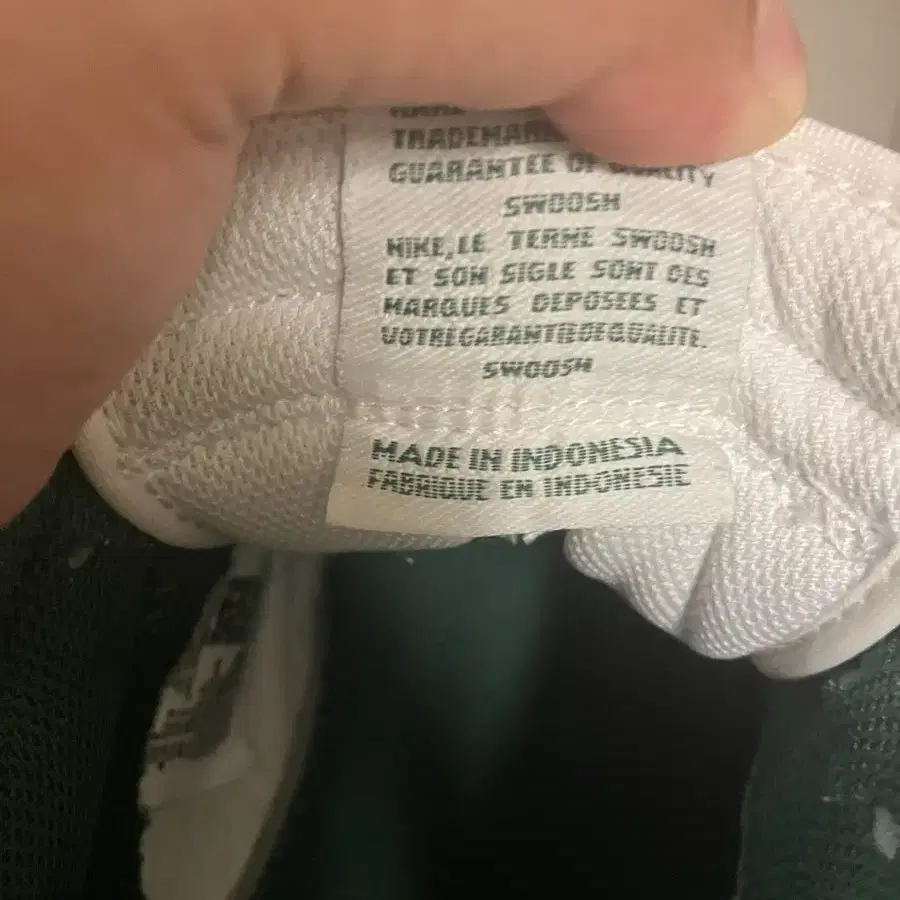 GUARANTEE OF QUALITY
SWOOSH
NIKE, LE TERME SWOOSH
ET SON SIGLE SONT DES
MARQUES DEPOSEES ET
VOTREGARANTIEDEQUALITE.
SWOOSH
MADE IN INDONESIA
FABRIQUE EN INDONESIE